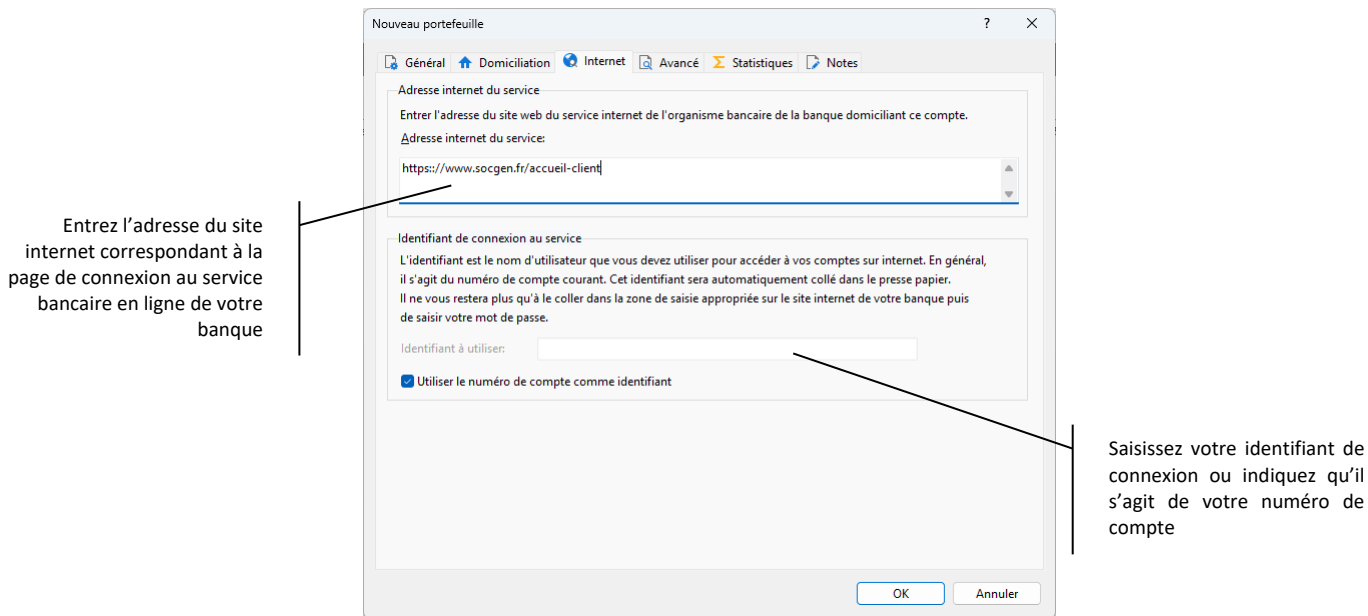 Nouveau portefeuille
Général Domiciliation Internet Avancé Statistiques Notes
Adresse internet du service
Entrer l'adresse du site web du service internet de l'organisme bancaire de la banque domiciliant ce compte.
Adresse internet du service:
https:://www.socgen.fr/accueil-client
Entrez l’adresse du site
internet correspondant à la
page de connexion au service
bancaire en ligne de votre
banque
Identifiant de connexion au service
L'identifiant est le nom d'utilisateur que vous devez utiliser pour accéder à vos comptes sur internet. En général,
il s'agit du numéro de compte courant. Cet identifiant sera automatiquement collé dans le presse papier.
Il ne vous restera plus qu'à le coller dans la zone de saisie appropriée sur le site internet de votre banque puis
de saisir votre mot de passe.
Identifiant à utiliser:
Utiliser le numéro de compte comme identifiant
Saisissez votre identifiant de
connexion ou indiquez qu’il
s’agit de votre numéro de
compte
OK Annuler